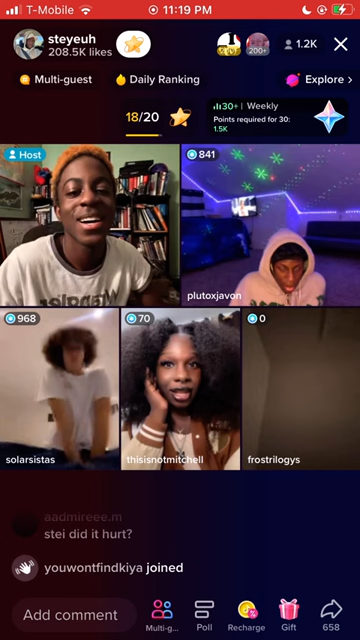 T-Mobile
11:19 PM
steyeuh
208.5K likes
200+
1.2K
Multi-guest
Daily Ranking
Explore >
18/20
30+ | Weekly
Points required for 30:
1.5K
Host
841
plutoxjavon
968
70
0
solarsistas
thisisnotmitchell
frostrilogys
aadmireee.m
stei did it hurt?
youwontfindkiya joined
Add comment
Multi-g...
Poll
Recharge
Gift
658